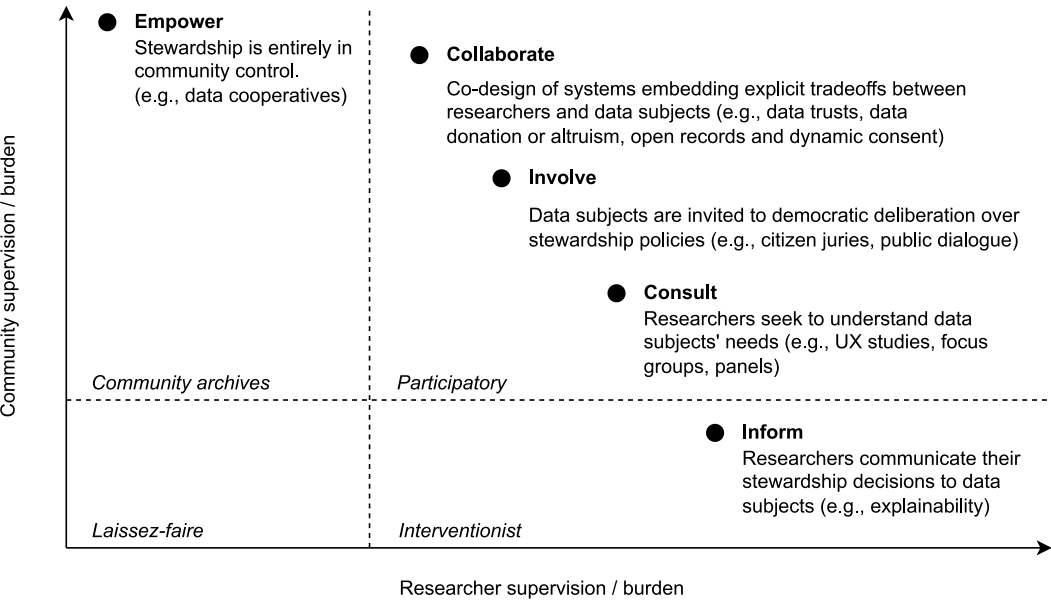 Empower
Stewardship is entirely in
community control.
(e.g., data cooperatives)
Collaborate
Co-design of systems embedding explicit tradeoffs between
researchers and data subjects (e.g., data trusts, data
donation or altruism, open records and dynamic consent)
Involve
Data subjects are invited to democratic deliberation over
stewardship policies (e.g., citizen juries, public dialogue)
Consult
Researchers seek to understand data
subjects' needs (e.g., UX studies, focus
groups, panels)
Community archives
Participatory
Inform
Researchers communicate their
stewardship decisions to data
subjects (e.g., explainability)
Laissez-faire
Interventionist
Community supervision / burden
Researcher supervision / burden